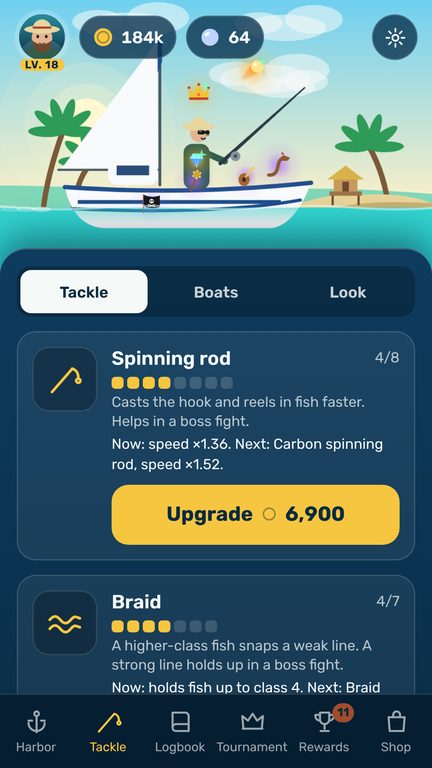 184k
64
LV. 18
Tackle
Boats
Look
Spinning rod
4/8
Casts the hook and reels in fish faster.
Helps in a boss fight.
Now: speed ×1.36. Next: Carbon spinning
rod, speed ×1.52.
Upgrade 6,900
Braid
4/7
A higher-class fish snaps a weak line. A
strong line holds up in a boss fight.
Now: holds fish up to class 4. Next: Braid
11
Harbor
Tackle
Logbook
Tournament
Rewards
Shop